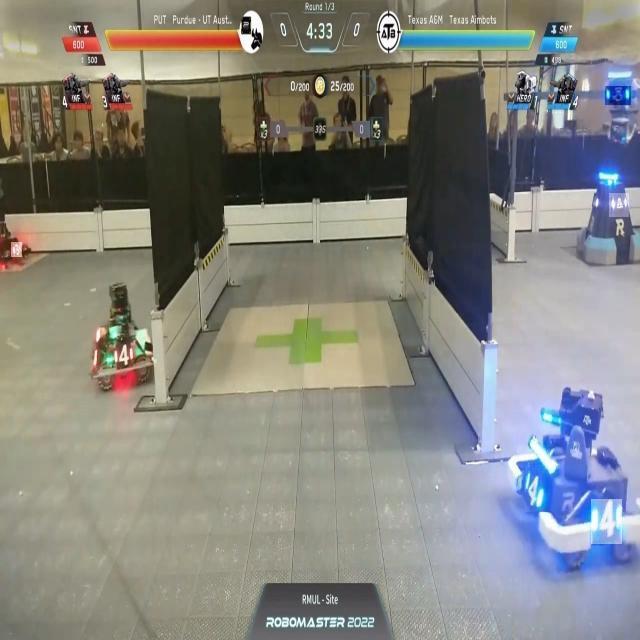 Round 1/3
PUT Purdue - UT Aust...
0
4:33
0
Texas A&M Texas Aimbots
SNT
600
500
SNT
600
0/200
25/200
4 INF
3 INF
HERO 1
INF 4
0
335
0
4
4
4
R
RMUL - Site
ROBOMASTER 2022